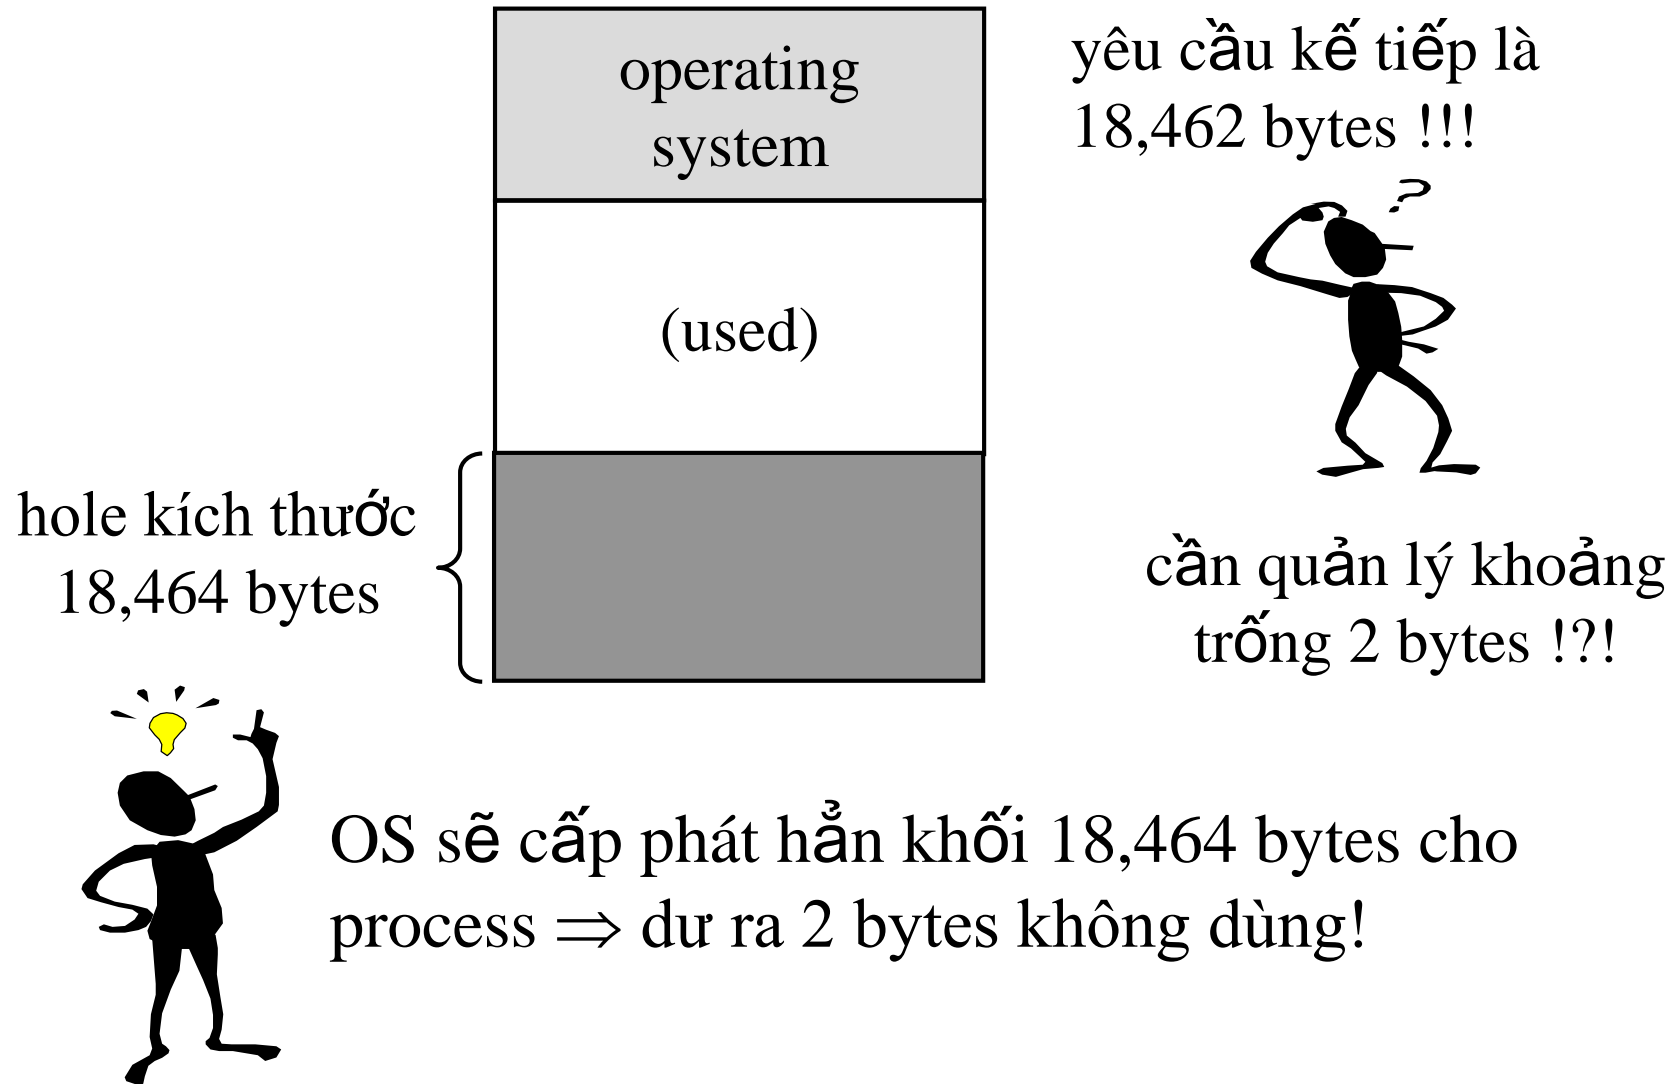 operating
system
yêu cầu kế tiếp là
18,462 bytes !!!
?
(used)
hole kích thước
18,464 bytes
cần quản lý khoảng
trống 2 bytes !?!
OS sẽ cấp phát hẳn khối 18,464 bytes cho
process ⇒ dư ra 2 bytes không dùng!